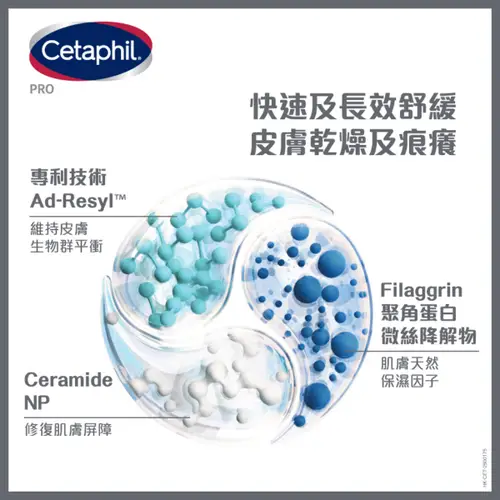 Cetaphil®
PRO
快速及長效舒緩
皮膚乾燥及痕癢
專利技術
Ad-Resyl™
維持皮膚
生物群平衡
Filaggrin
聚角蛋白
微絲降解物
肌膚天然
保濕因子
Ceramide
NP
修復肌膚屏障